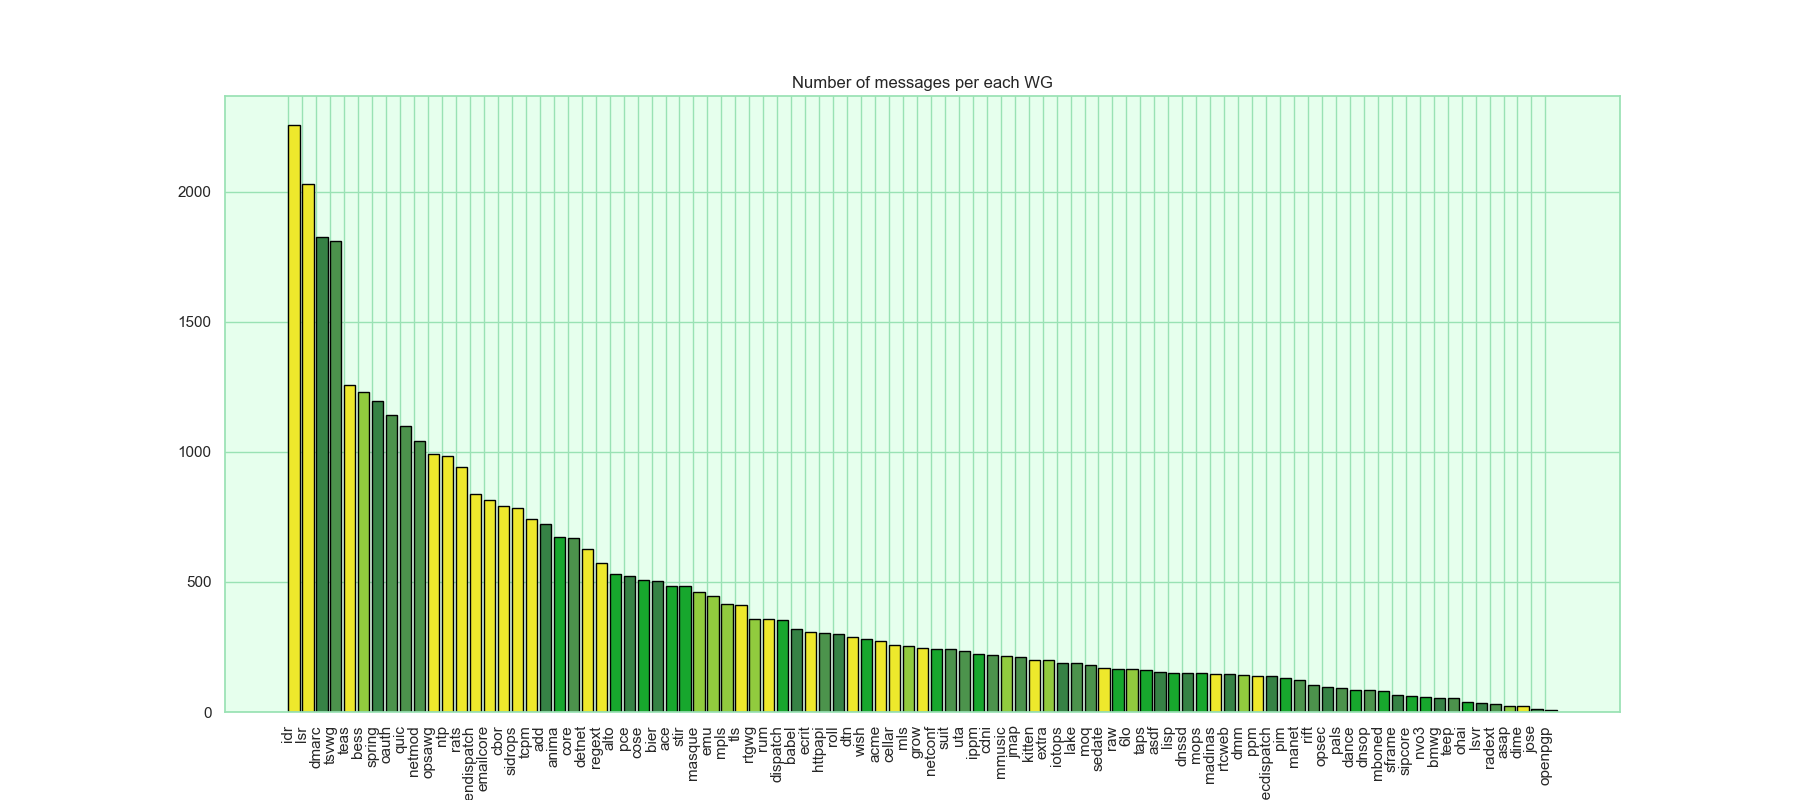 Number of messages per each WG
2000
1500
1000
500
0
idr
lsr
dmarc
tsvwg
teas
bess
spring
oauth
quic
netmod
opsawg
ntp
rats
endispatch
emailcore
cbor
sidrops
tcpm
add
anima
core
detnet
regext
alto
pce
cose
bier
ace
stir
masque
emu
mpls
tls
rtgwg
rum
dispatch
babel
ecrit
httpapi
roll
dtn
wish
acme
cellar
mls
grow
netconf
suit
uta
ippm
cdni
mmusic
jmap
kitten
extra
iotops
lake
moq
sedate
raw
6lo
taps
asdf
lisp
dnssd
mops
madinas
rtcweb
dmm
ppm
ecdispatch
pim
manet
rift
opsec
pals
dance
dnsop
mboned
sframe
sipcore
nvo3
bmwg
teep
ohai
lsvr
radext
asap
dime
jose
openpgp